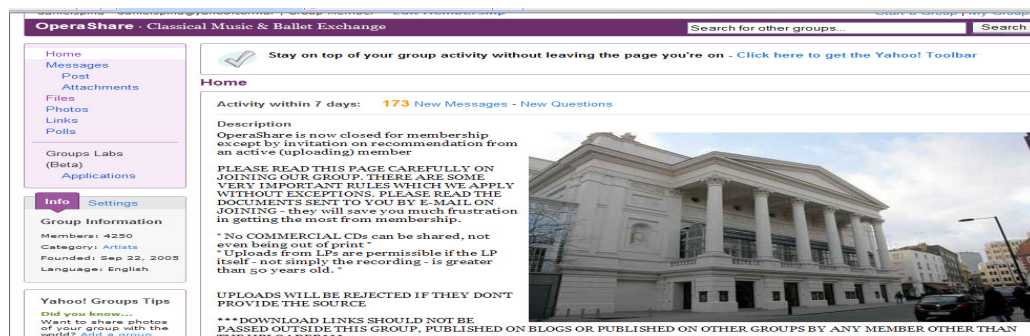 OperaShare - Classical Music & Ballet Exchange
Search for other groups...
Search
Home
Messages
Post
Attachments
Files
Photos
Links
Polls
Groups Labs
(Beta)
Applications
Info
Settings
Group Information
Members: 4250
Category: Artists
Founded: Sep 22, 2005
Language: English
Yahoo! Groups Tips
Did you know...
Want to share photos
of your group with the
Stay on top of your group activity without leaving the page you're on - Click here to get the Yahoo! Toolbar
Home
Activity within 7 days: 173 New Messages - New Questions
Description
OperaShare is now closed for membership
except by invitation on recommendation from
an active (uploading) member
PLEASE READ THIS PAGE CAREFULLY ON
JOINING OUR GROUP. THERE ARE SOME
VERY IMPORTANT RULES WHICH WE APPLY
WITHOUT EXCEPTIONS. PLEASE READ THE
DOCUMENTS SENT TO YOU BY E-MAIL ON
JOINING - they will save you much frustration
in getting the most from membership.
" No COMMERCIAL CDs can be shared, not
even being out of print "
" Uploads from LPs are permissible if the LP
itself - not simply the recording - is greater
than 50 years old. "
UPLOADS WILL BE REJECTED IF THEY DONT
PROVIDE THE SOURCE
***DOWNLOAD LINKS SHOULD NOT BE
PASSED OUTSIDE THIS GROUP, PUBLISHED ON BLOGS OR PUBLISHED ON OTHER GROUPS BY ANY MEMBER OTHER THAN